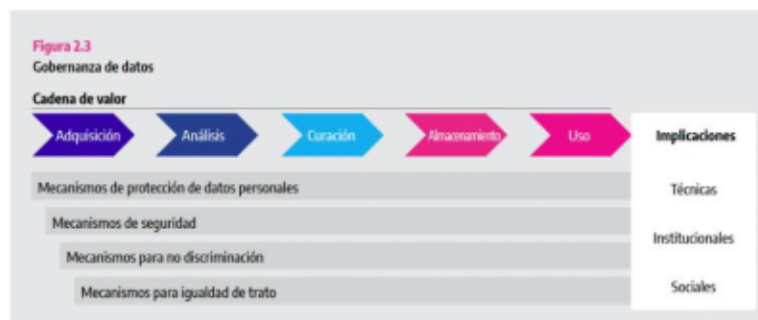 Figura 2.3
Gobernanza de datos
Cadena de valor
Adquisición
Análisis
Curación
Almacenamiento
Uso
Implicaciones
Mecanismos de protección de datos personales
Técnicas
Mecanismos de seguridad
Institucionales
Mecanismos para no discriminación
Mecanismos para igualdad de trato
Sociales